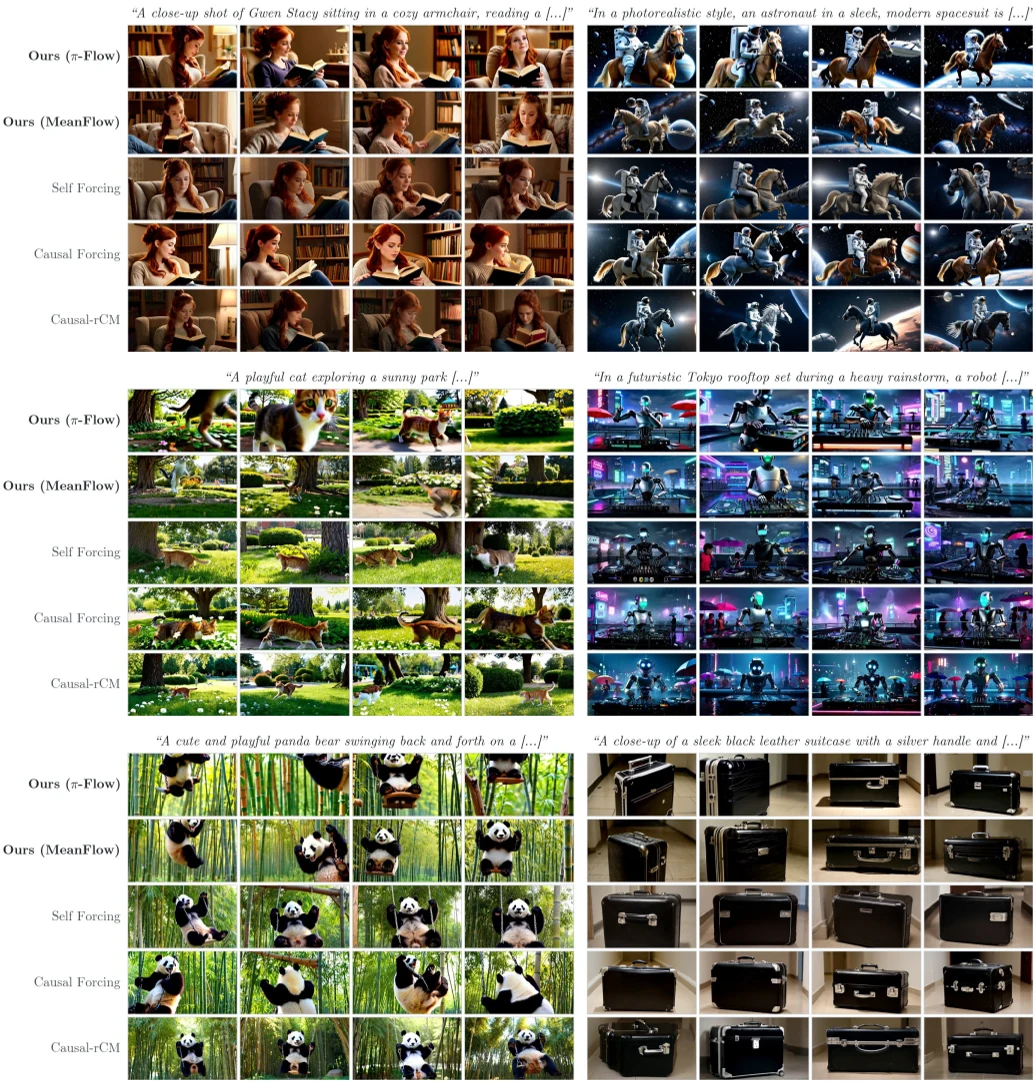 “A close-up shot of Gwen Stacy sitting in a cozy armchair, reading a [...]”
“In a photorealistic style, an astronaut in a sleek, modern spacesuit is [...]”
Ours (π-Flow)
Ours (MeanFlow)
Self Forcing
Causal Forcing
Causal-rCM
“A playful cat exploring a sunny park [...]”
“In a futuristic Tokyo rooftop set during a heavy rainstorm, a robot [...]”
Ours (π-Flow)
Ours (MeanFlow)
Self Forcing
Causal Forcing
Causal-rCM
“A cute and playful panda bear swinging back and forth on a [...]”
“A close-up of a sleek black leather suitcase with a silver handle and [...]”
Ours (π-Flow)
Ours (MeanFlow)
Self Forcing
Causal Forcing
Causal-rCM